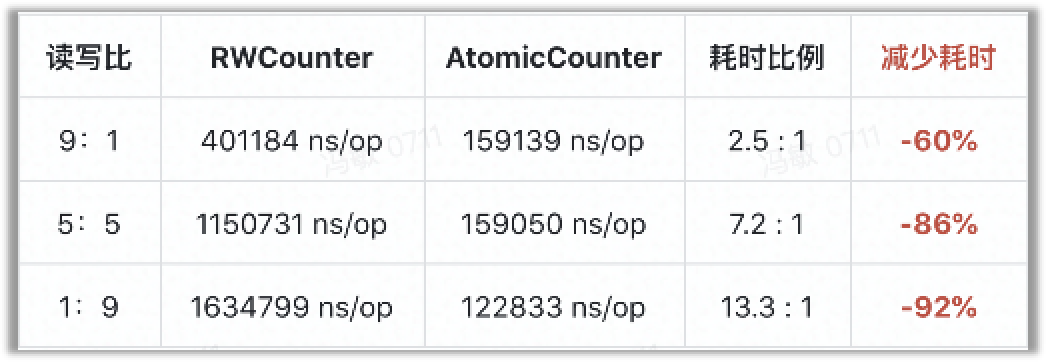 读写比 RWCounter AtomicCounter 耗时比例 减少耗时
9：1 401184 ns/op 159139 ns/op 2.5 : 1 -60%
5：5 1150731 ns/op 159050 ns/op 7.2 : 1 -86%
1：9 1634799 ns/op 122833 ns/op 13.3 : 1 -92%
冯敏 0711
冯敏 0711